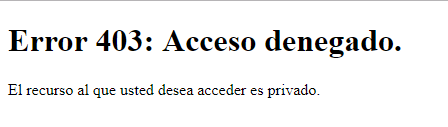 Error 403: Acceso denegado.
El recurso al que usted desea acceder es privado.